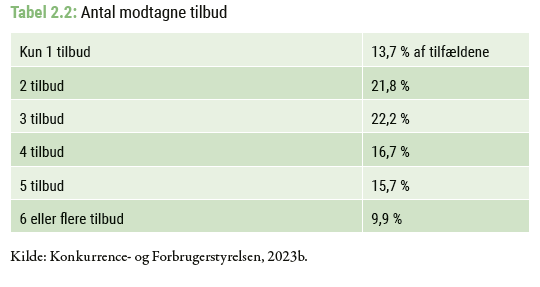 Tabel 2.2: Antal modtagne tilbud
Kun 1 tilbud 13,7 % af tilfældene
2 tilbud 21,8 %
3 tilbud 22,2 %
4 tilbud 16,7 %
5 tilbud 15,7 %
6 eller flere tilbud 9,9 %
Kilde: Konkurrence- og Forbrugerstyrelsen, 2023b.